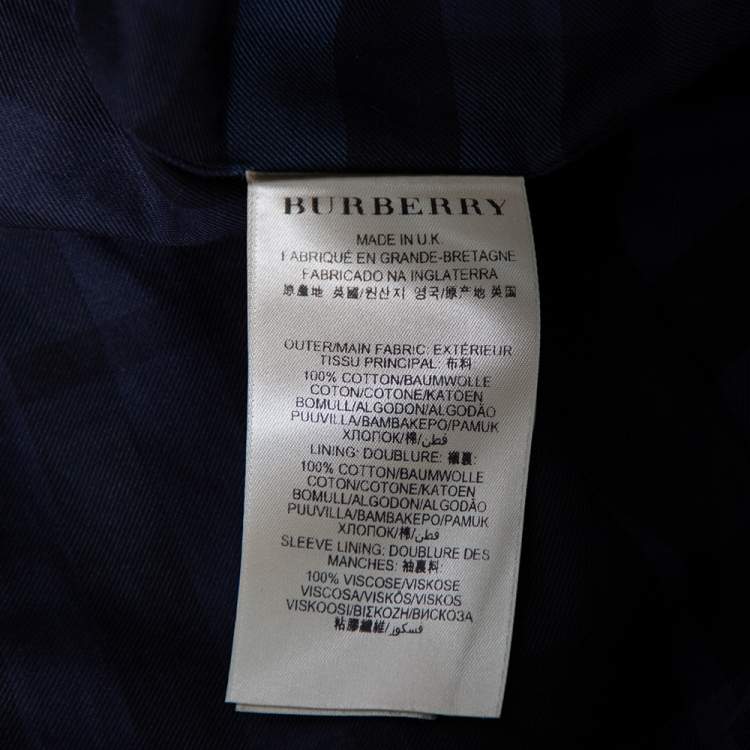 BURBERRY
MADE IN U.K.
FABRIQUÉ EN GRANDE-BRETAGNE
FABRICADO NA INGLATERRA
原產地 英國/원산지 영국/原产地 英国
OUTER/MAIN FABRIC: EXTÉRIEUR
TISSU PRINCIPAL: 布料
100% COTTON/BAUMWOLLE
COTON/COTONE/KATOEN
BOMULL/ALGODON/ALGODÃO
PUUVILLA/BAMBAKEPO/PAMUK
ХЛОПОК/棉/قطن
LINING: DOUBLURE: 襯裏:
100% COTTON/BAUMWOLLE
COTON/COTONE/KATOEN
BOMULL/ALGODON/ALGODÃO
PUUVILLA/BAMBAKEPO/PAMUK
ХЛОПОК/棉/قطن
SLEEVE LINING: DOUBLURE DES
MANCHES: 袖裏料:
100% VISCOSE/VISKOSE
VISCOSA/VISKÓS/VISKOS
VISKOOSI/ΒΙΣΚΟΖΗ/ВИСКОЗА
粘膠纖維/فسكوز